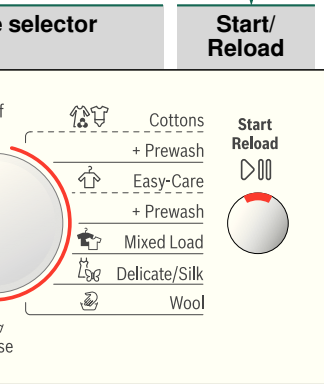 selector
Start/
Reload
Cottons
+ Prewash
Easy-Care
+ Prewash
Mixed Load
Delicate/Silk
Wool
Start
Reload